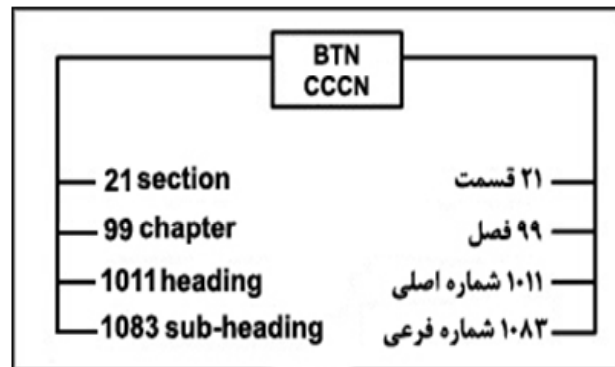 BTN
CCCN
21 section
۲۱ قسمت
99 chapter
۹۹ فصل
1011 heading
۱۰۱۱ شماره اصلی
1083 sub-heading
۱۰۸۳ شماره فرعی